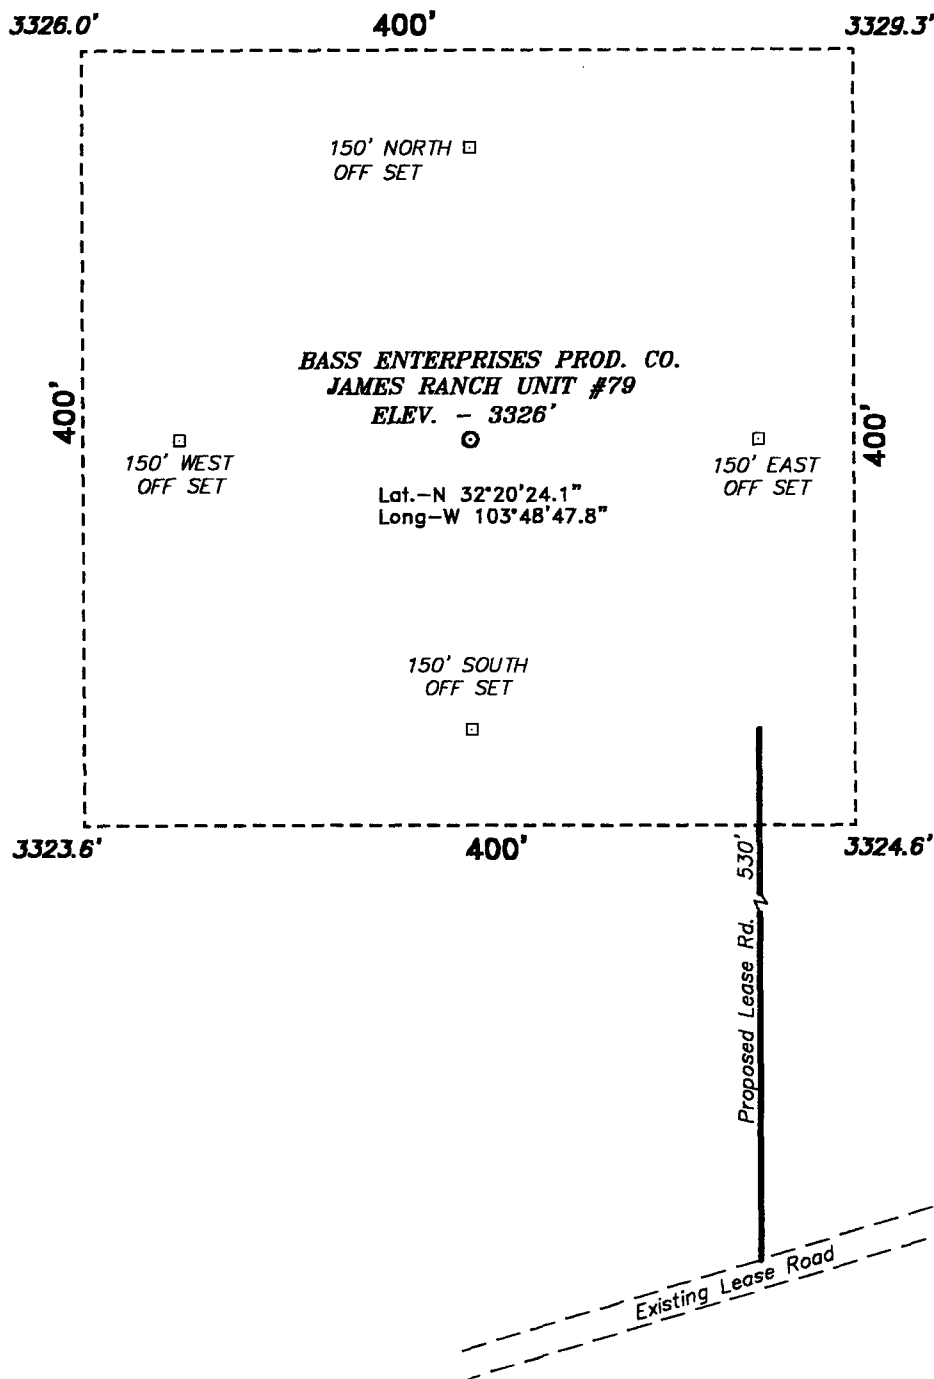 3326.0' 400' 3329.3'
150' NORTH
OFF SET
BASS ENTERPRISES PROD. CO.
JAMES RANCH UNIT #79
ELEV. - 3326'
400'
400'
150' WEST
OFF SET
150' EAST
OFF SET
Lat.-N 32°20'24.1"
Long-W 103°48'47.8"
150' SOUTH
OFF SET
3323.6' 400' 3324.6'
Proposed Lease Rd. 530'
Existing Lease Road